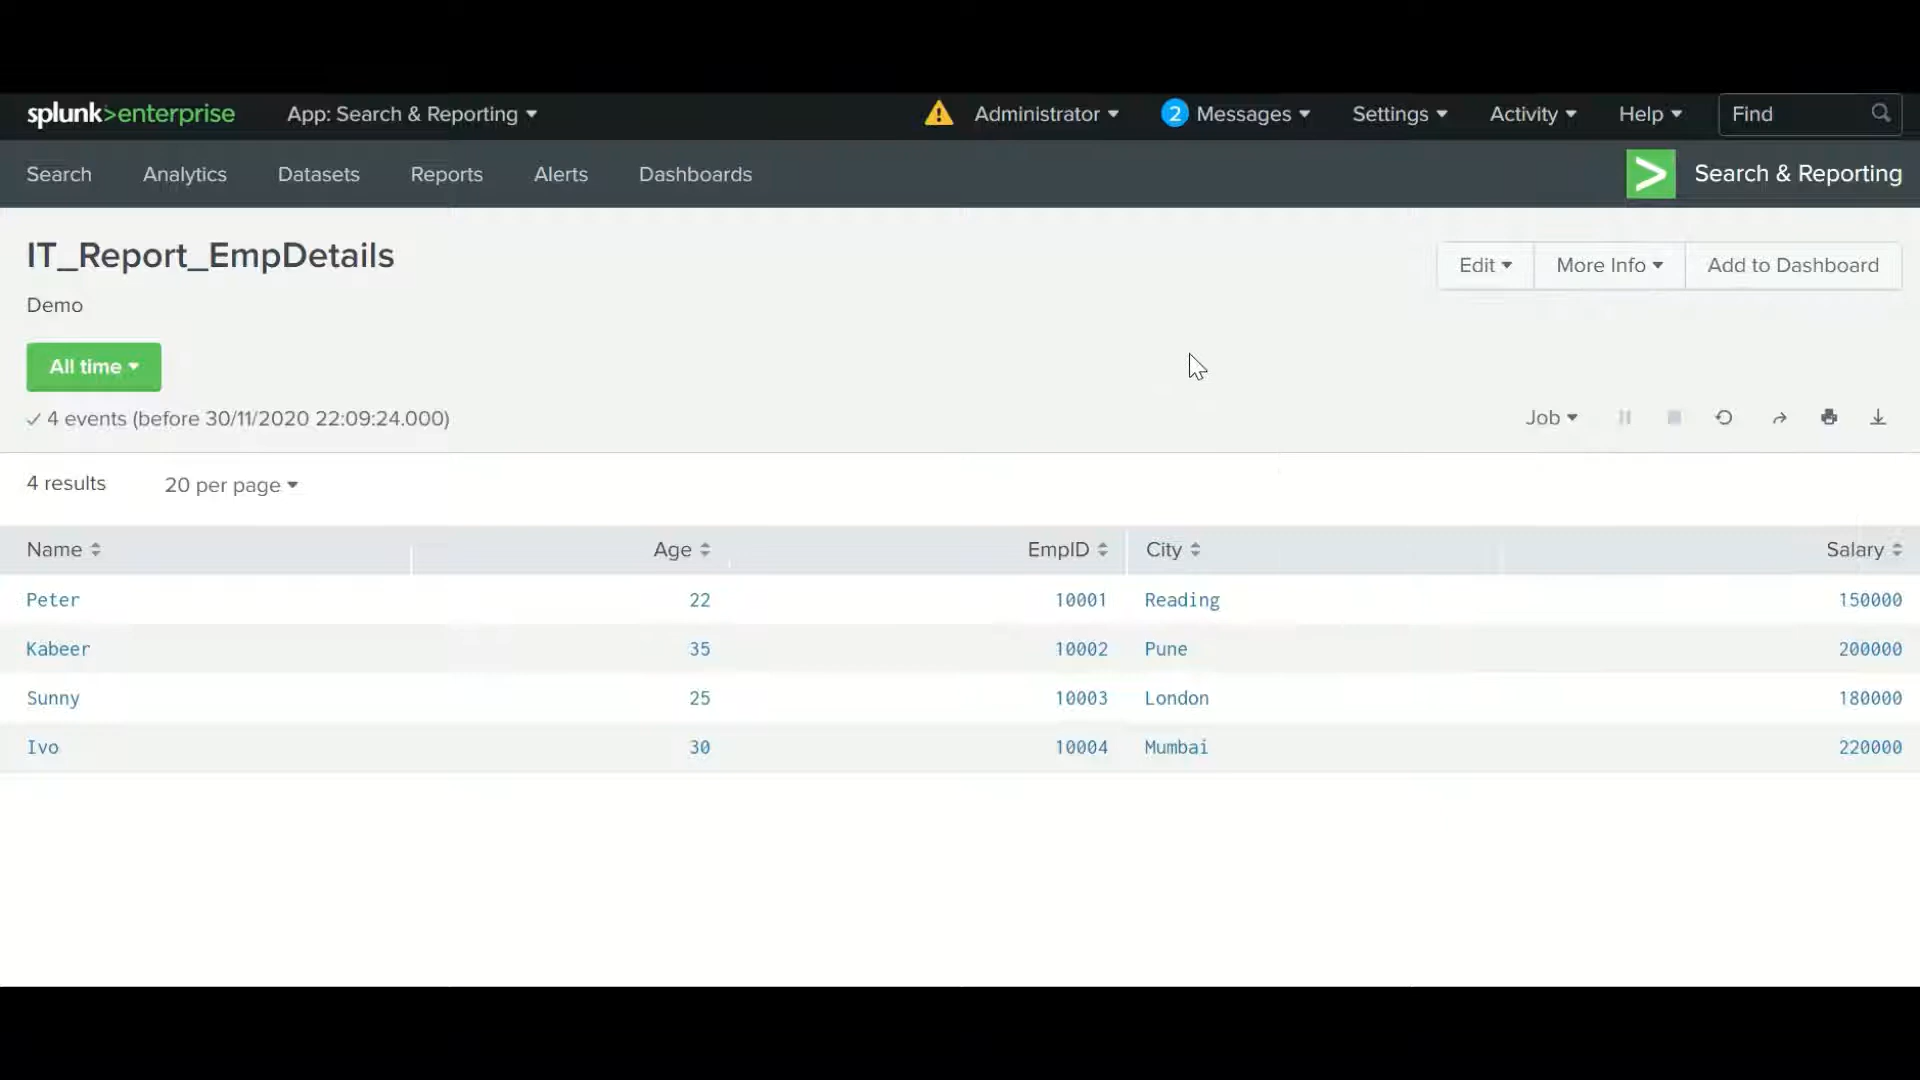 splunk>enterprise App: Search & Reporting Administrator 2 Messages Settings Activity Help Find
Search Analytics Datasets Reports Alerts Dashboards Search & Reporting
IT_Report_EmpDetails
Edit More Info Add to Dashboard
Demo
All time
4 events (before 30/11/2020 22:09:24.000) Job
4 results 20 per page
Name Age EmpID City Salary
Peter 22 10001 Reading 150000
Kabeer 35 10002 Pune 200000
Sunny 25 10003 London 180000
Ivo 30 10004 Mumbai 220000